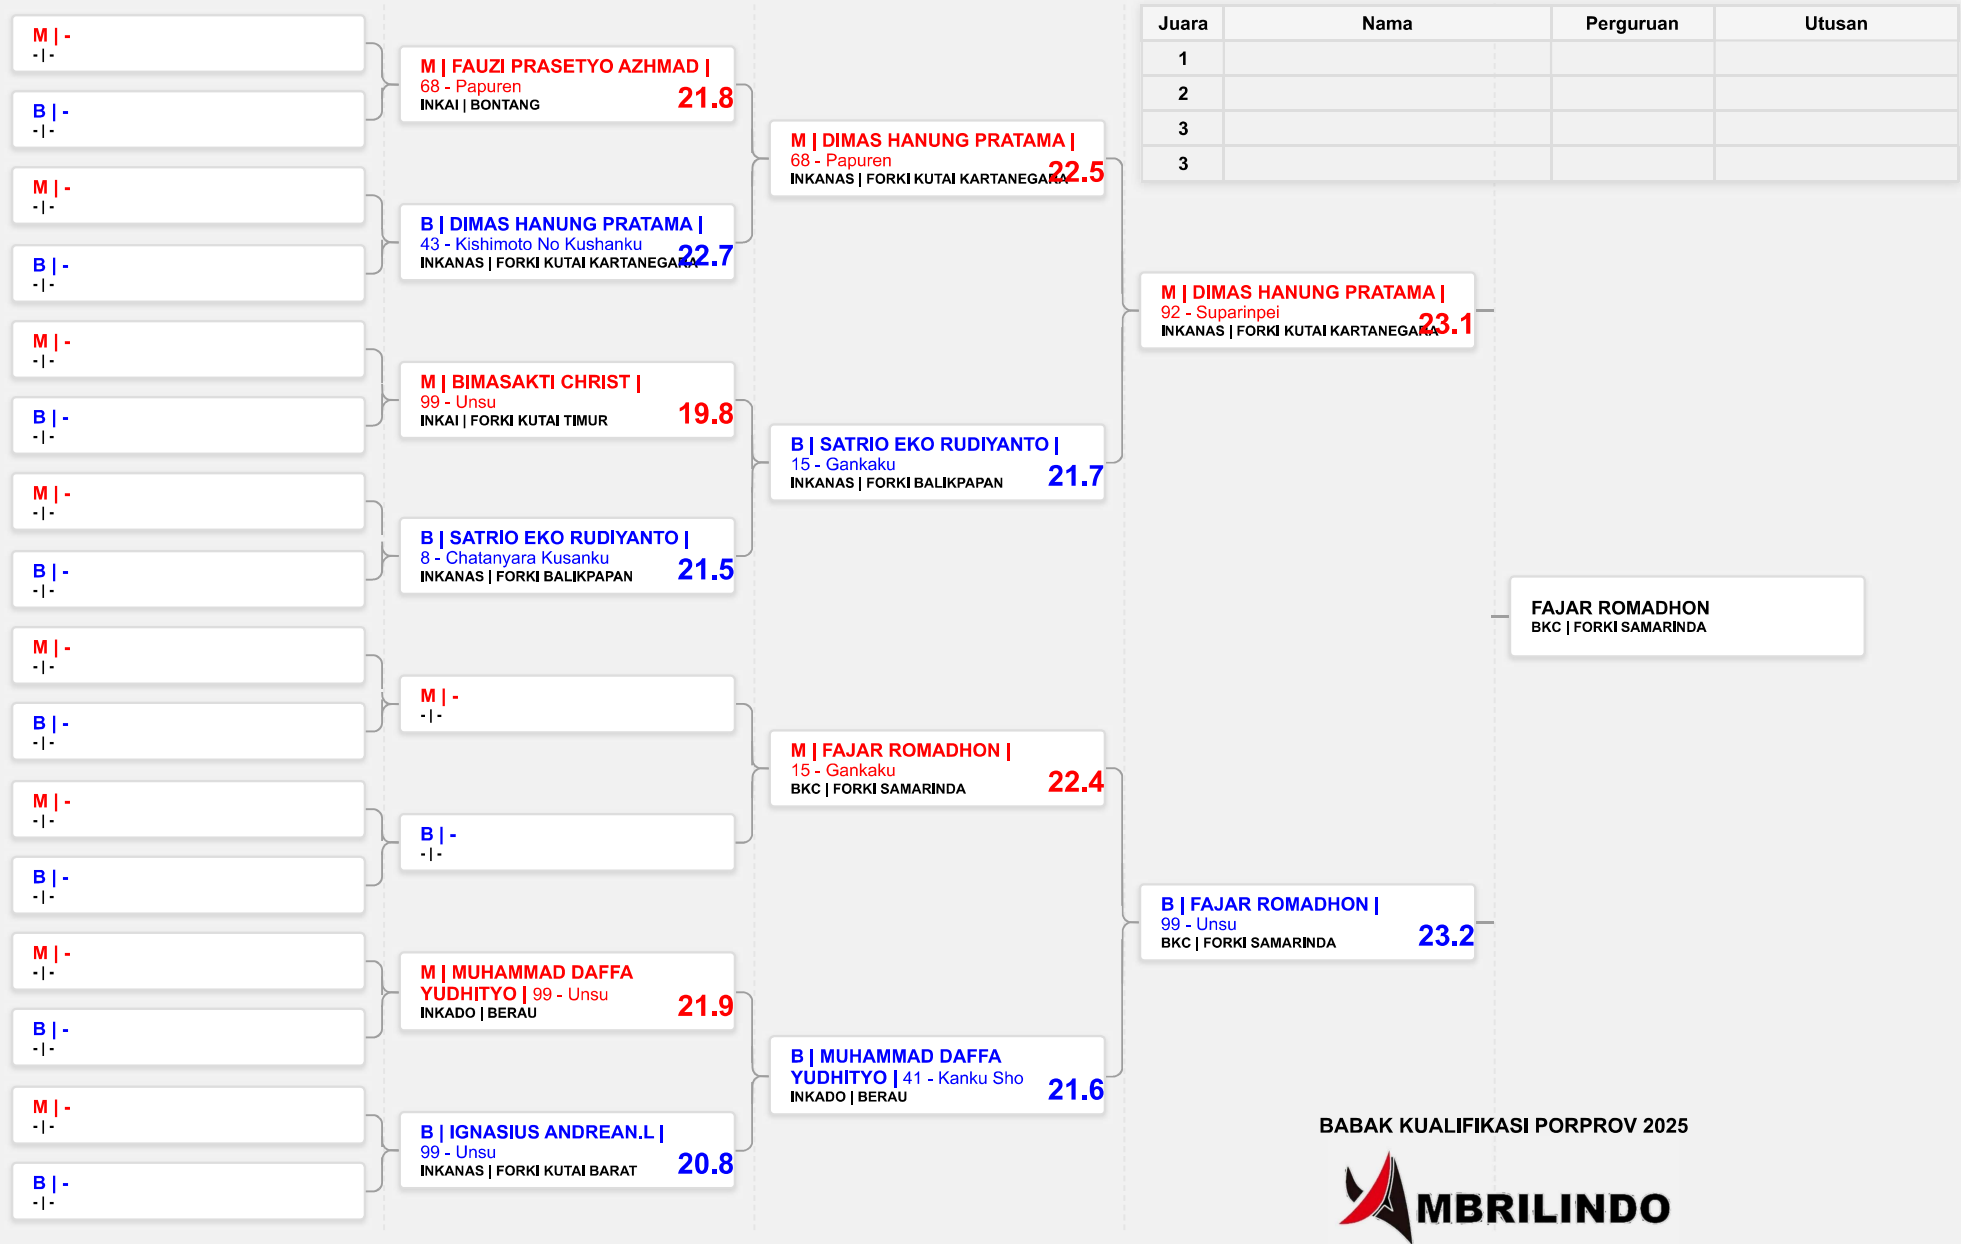 M | -
- | -
B | -
- | -
M | -
- | -
B | -
- | -
M | -
- | -
B | -
- | -
M | -
- | -
B | -
- | -
M | -
- | -
B | -
- | -
M | -
- | -
B | -
- | -
M | -
- | -
B | -
- | -
M | -
- | -
B | -
- | -
M | FAUZI PRASETYO AZHMAD |
68 - Papuren
INKAI | BONTANG
21.8
B | DIMAS HANUNG PRATAMA |
43 - Kishimoto No Kushanku
INKANAS | FORKI KUTAI KARTANEGARA
22.7
M | BIMASAKTI CHRIST |
99 - Unsu
INKAI | FORKI KUTAI TIMUR
19.8
B | SATRIO EKO RUDIYANTO |
8 - Chatanyara Kusanku
INKANAS | FORKI BALIKPAPAN
21.5
M | -
- | -
B | -
- | -
M | MUHAMMAD DAFFA
YUDHITYO | 99 - Unsu
INKADO | BERAU
21.9
B | IGNASIUS ANDREAN.L |
99 - Unsu
INKANAS | FORKI KUTAI BARAT
20.8
M | DIMAS HANUNG PRATAMA |
68 - Papuren
INKANAS | FORKI KUTAI KARTANEGARA
22.5
B | SATRIO EKO RUDIYANTO |
15 - Gankaku
INKANAS | FORKI BALIKPAPAN
21.7
M | FAJAR ROMADHON |
15 - Gankaku
BKC | FORKI SAMARINDA
22.4
B | MUHAMMAD DAFFA
YUDHITYO | 41 - Kanku Sho
INKADO | BERAU
21.6
M | DIMAS HANUNG PRATAMA |
92 - Suparinpei
INKANAS | FORKI KUTAI KARTANEGARA
23.1
B | FAJAR ROMADHON |
99 - Unsu
BKC | FORKI SAMARINDA
23.2
FAJAR ROMADHON
BKC | FORKI SAMARINDA
Juara Nama Perguruan Utusan
1
2
3
3
BABAK KUALIFIKASI PORPROV 2025
MBRILINDO